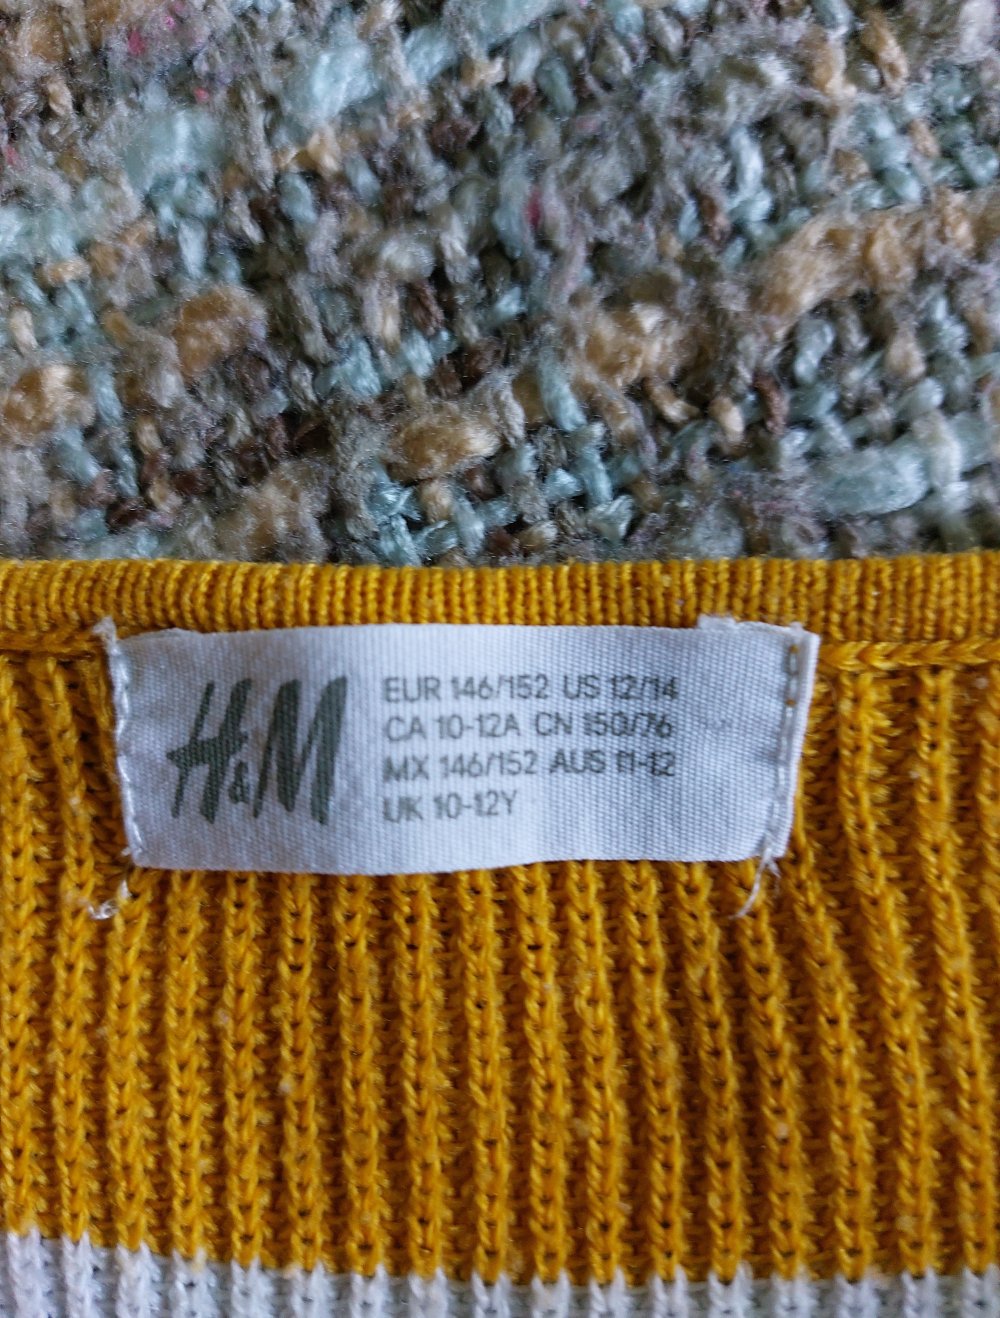 H&M
EUR 146/152 US 12/14
CA 10-12A CN 150/76
MX 146/152 AUS 11-12
UK 10-12Y